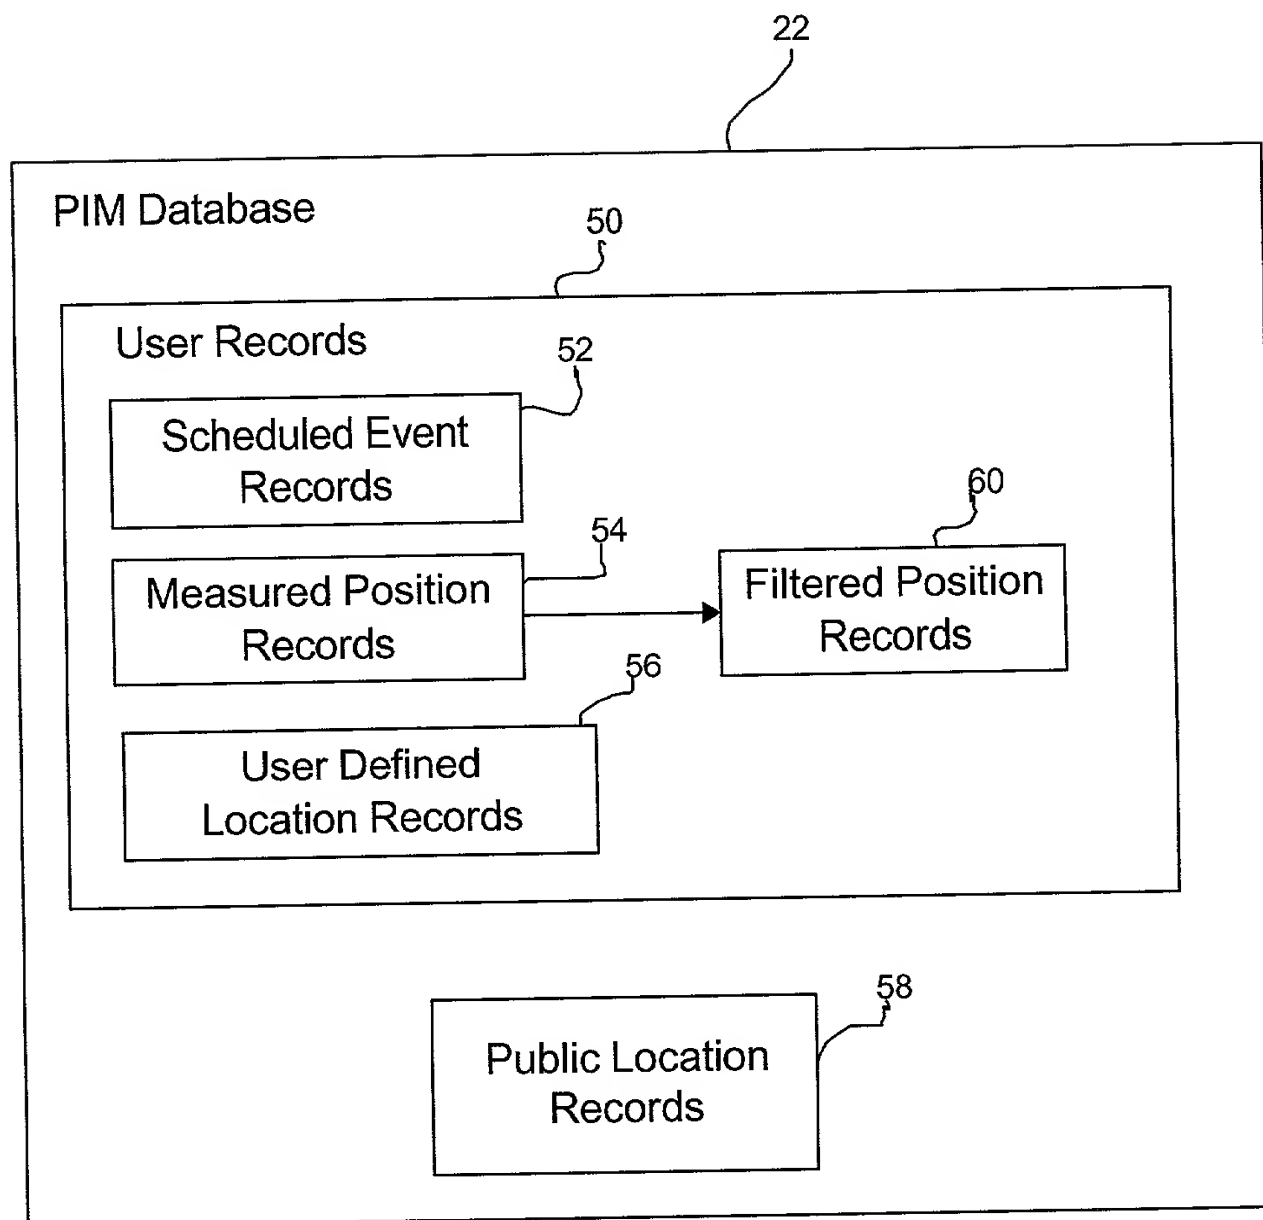 22
PIM Database
50
User Records
52
Scheduled Event
Records
54
Measured Position
Records
60
Filtered Position
Records
56
User Defined
Location Records
58
Public Location
Records